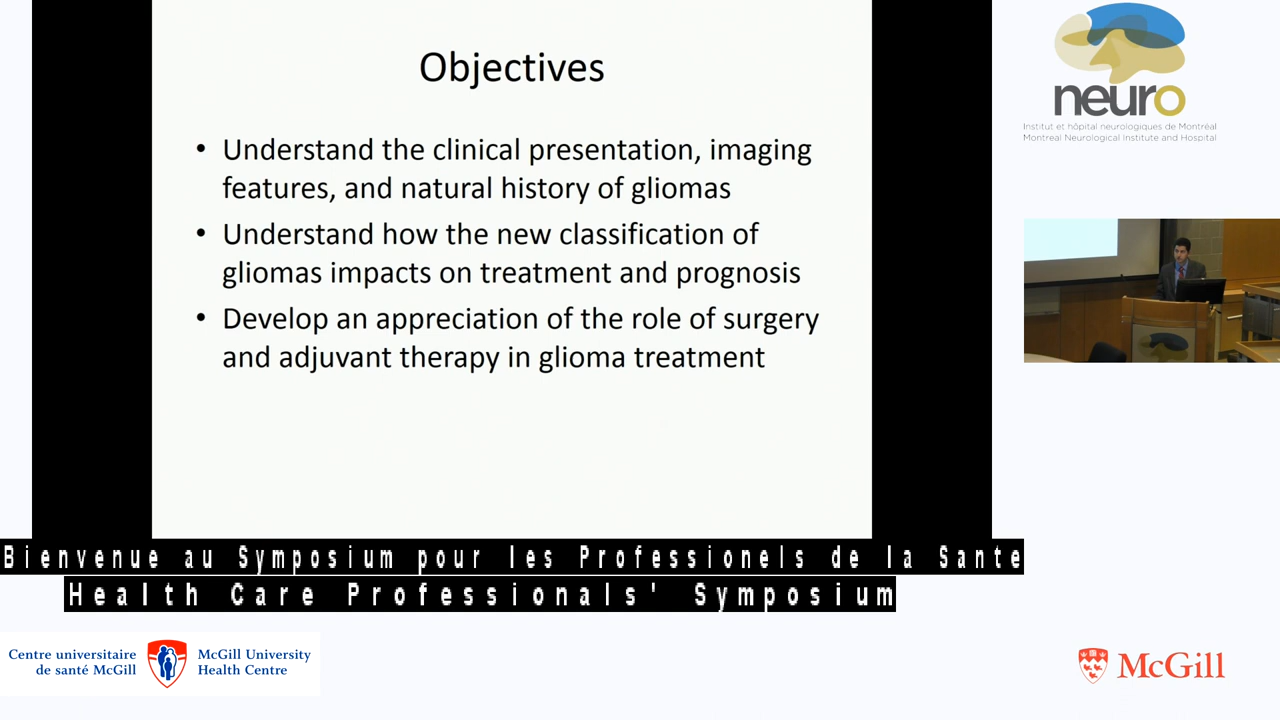 Objectives
• Understand the clinical presentation, imaging
features, and natural history of gliomas
• Understand how the new classification of
gliomas impacts on treatment and prognosis
• Develop an appreciation of the role of surgery
and adjuvant therapy in glioma treatment
neuro
Institut et hôpital neurologiques de Montréal
Montreal Neurological Institute and Hospital
Bienvenue au Symposium pour les Professionels de la Sante
Health Care Professionals' Symposium
Centre universitaire
de santé McGill
McGill University
Health Centre
McGill